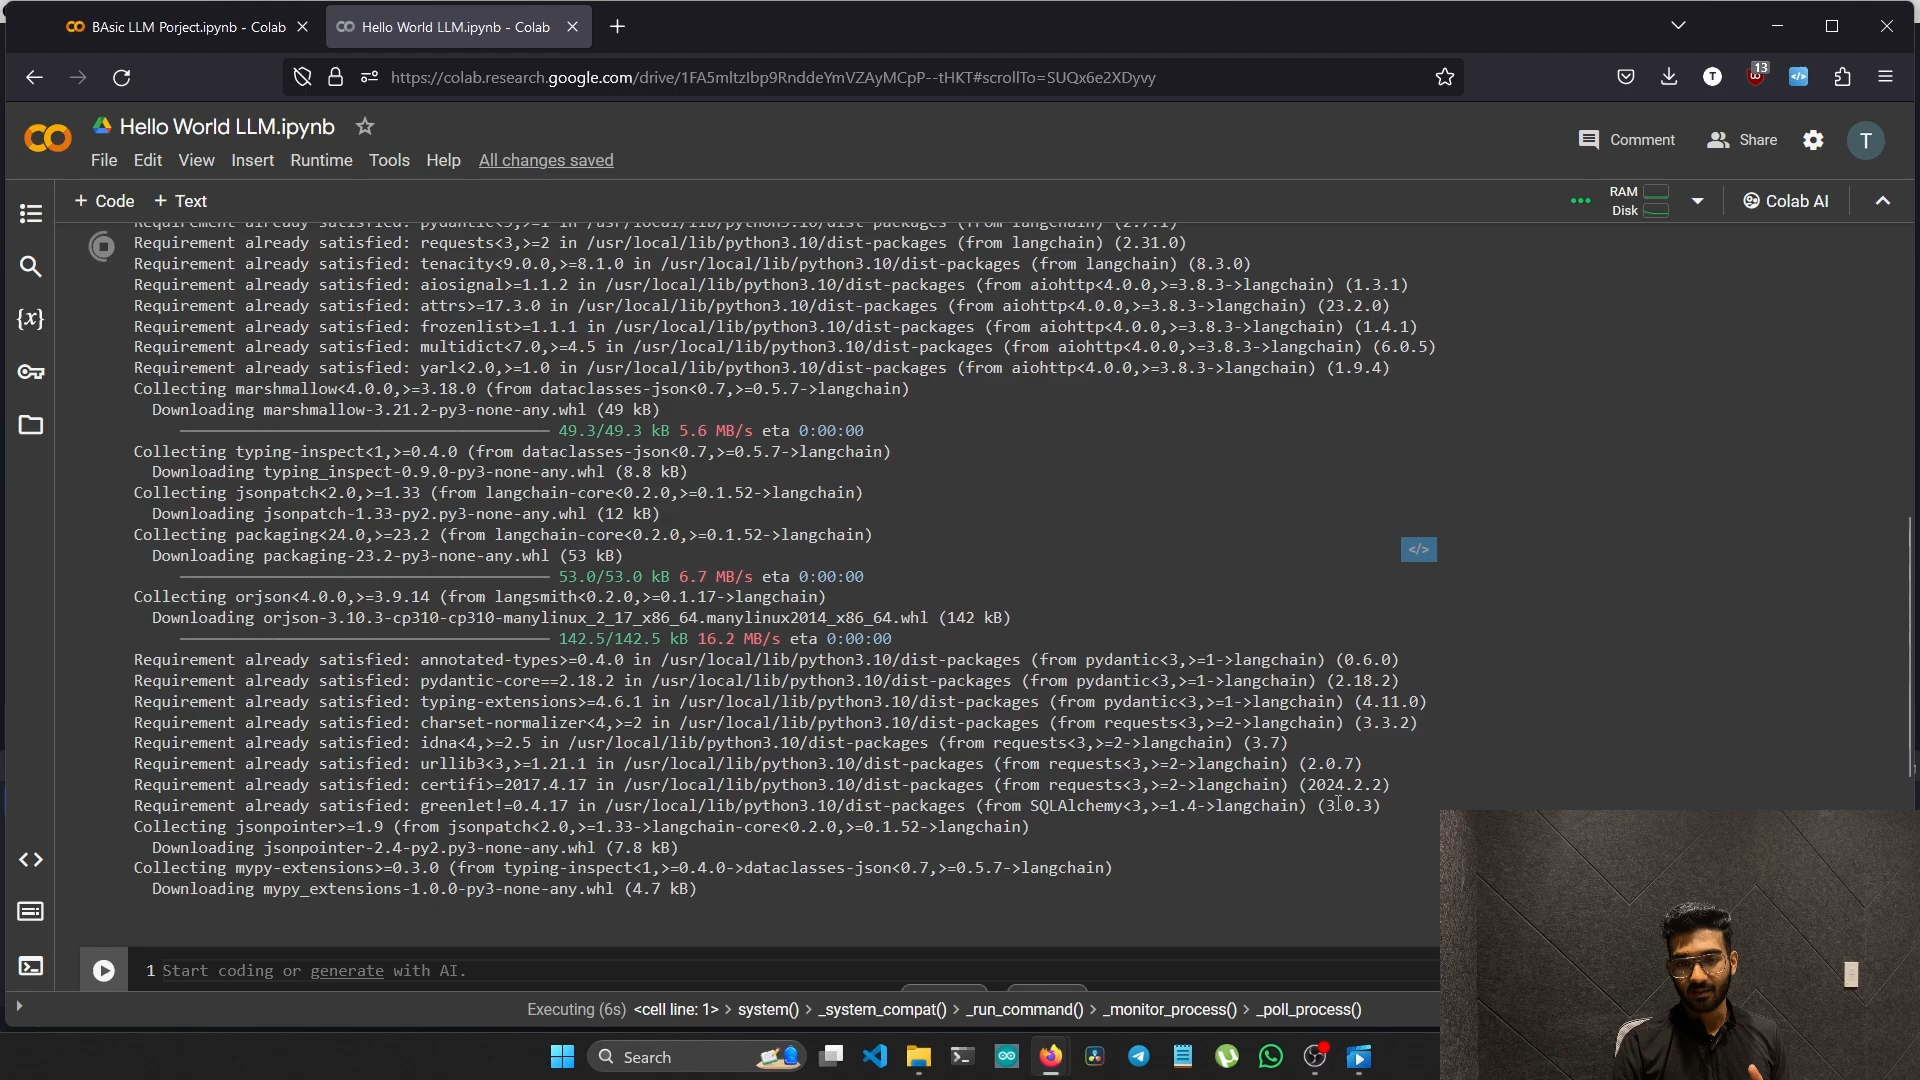 BAsic LLM Porject.ipynb - Colab
Hello World LLM.ipynb - Colab
https://colab.research.google.com/drive/1FA5mltzIbp9RnddeYmVZAyMCpP--tHKT#scrollTo=SUQx6e2XDyvy
T
13
Hello World LLM.ipynb
Comment
Share
T
File Edit View Insert Runtime Tools Help All changes saved
+ Code + Text
RAM
Disk
Colab AI
Requirement already satisfied: pydantic<3,>=1 in /usr/local/lib/python3.10/dist-packages (from langchain) (2.7.1)
Requirement already satisfied: requests<3,>=2 in /usr/local/lib/python3.10/dist-packages (from langchain) (2.31.0)
Requirement already satisfied: tenacity<9.0.0,>=8.1.0 in /usr/local/lib/python3.10/dist-packages (from langchain) (8.3.0)
Requirement already satisfied: aiosignal>=1.1.2 in /usr/local/lib/python3.10/dist-packages (from aiohttp<4.0.0,>=3.8.3->langchain) (1.3.1)
Requirement already satisfied: attrs>=17.3.0 in /usr/local/lib/python3.10/dist-packages (from aiohttp<4.0.0,>=3.8.3->langchain) (23.2.0)
Requirement already satisfied: frozenlist>=1.1.1 in /usr/local/lib/python3.10/dist-packages (from aiohttp<4.0.0,>=3.8.3->langchain) (1.4.1)
Requirement already satisfied: multidict<7.0,>=4.5 in /usr/local/lib/python3.10/dist-packages (from aiohttp<4.0.0,>=3.8.3->langchain) (6.0.5)
Requirement already satisfied: yarl<2.0,>=1.0 in /usr/local/lib/python3.10/dist-packages (from aiohttp<4.0.0,>=3.8.3->langchain) (1.9.4)
Collecting marshmallow<4.0.0,>=3.18.0 (from dataclasses-json<0.7,>=0.5.7->langchain)
Downloading marshmallow-3.21.2-py3-none-any.whl (49 kB)
49.3/49.3 kB 5.6 MB/s eta 0:00:00
Collecting typing-inspect<1,>=0.4.0 (from dataclasses-json<0.7,>=0.5.7->langchain)
Downloading typing_inspect-0.9.0-py3-none-any.whl (8.8 kB)
Collecting jsonpatch<2.0,>=1.33 (from langchain-core<0.2.0,>=0.1.52->langchain)
Downloading jsonpatch-1.33-py2.py3-none-any.whl (12 kB)
Collecting packaging<24.0,>=23.2 (from langchain-core<0.2.0,>=0.1.52->langchain)
Downloading packaging-23.2-py3-none-any.whl (53 kB)
53.0/53.0 kB 6.7 MB/s eta 0:00:00
Collecting orjson<4.0.0,>=3.9.14 (from langsmith<0.2.0,>=0.1.17->langchain)
Downloading orjson-3.10.3-cp310-cp310-manylinux_2_17_x86_64.manylinux2014_x86_64.whl (142 kB)
142.5/142.5 kB 16.2 MB/s eta 0:00:00
Requirement already satisfied: annotated-types>=0.4.0 in /usr/local/lib/python3.10/dist-packages (from pydantic<3,>=1->langchain) (0.6.0)
Requirement already satisfied: pydantic-core==2.18.2 in /usr/local/lib/python3.10/dist-packages (from pydantic<3,>=1->langchain) (2.18.2)
Requirement already satisfied: typing-extensions>=4.6.1 in /usr/local/lib/python3.10/dist-packages (from pydantic<3,>=1->langchain) (4.11.0)
Requirement already satisfied: charset-normalizer<4,>=2 in /usr/local/lib/python3.10/dist-packages (from requests<3,>=2->langchain) (3.3.2)
Requirement already satisfied: idna<4,>=2.5 in /usr/local/lib/python3.10/dist-packages (from requests<3,>=2->langchain) (3.7)
Requirement already satisfied: urllib3<3,>=1.21.1 in /usr/local/lib/python3.10/dist-packages (from requests<3,>=2->langchain) (2.0.7)
Requirement already satisfied: certifi>=2017.4.17 in /usr/local/lib/python3.10/dist-packages (from requests<3,>=2->langchain) (2024.2.2)
Requirement already satisfied: greenlet!=0.4.17 in /usr/local/lib/python3.10/dist-packages (from SQLAlchemy<3,>=1.4->langchain) (3.0.3)
Collecting jsonpointer>=1.9 (from jsonpatch<2.0,>=1.33->langchain-core<0.2.0,>=0.1.52->langchain)
Downloading jsonpointer-2.4-py2.py3-none-any.whl (7.8 kB)
Collecting mypy-extensions>=0.3.0 (from typing-inspect<1,>=0.4.0->dataclasses-json<0.7,>=0.5.7->langchain)
Downloading mypy_extensions-1.0.0-py3-none-any.whl (4.7 kB)
1 Start coding or generate with AI.
Executing (6s) <cell line: 1> > system() > _system_compat() > _run_command() > _monitor_process() > _poll_process()
Search